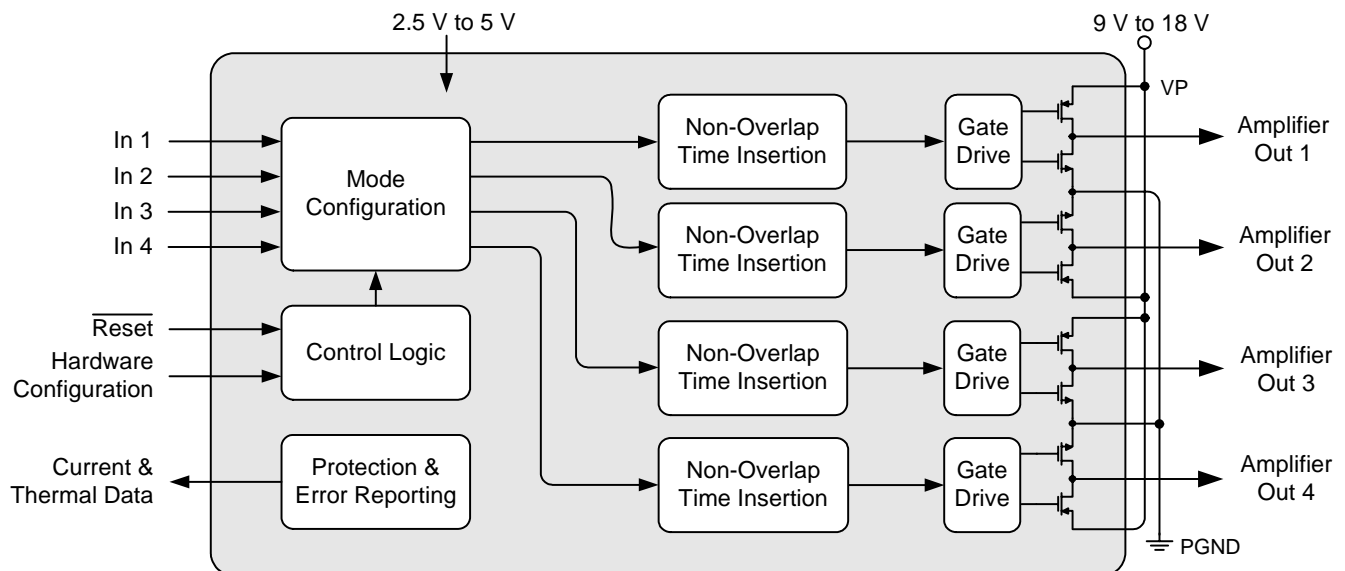 2.5 V to 5 V
9 V to 18 V
VP
In 1
In 2
In 3
In 4
Mode
Configuration
Non-Overlap
Time Insertion
Gate
Drive
Amplifier
Out 1
Non-Overlap
Time Insertion
Gate
Drive
Amplifier
Out 2
Reset
Hardware
Configuration
Control Logic
Non-Overlap
Time Insertion
Gate
Drive
Amplifier
Out 3
Current &
Thermal Data
Protection &
Error Reporting
Non-Overlap
Time Insertion
Gate
Drive
Amplifier
Out 4
PGND